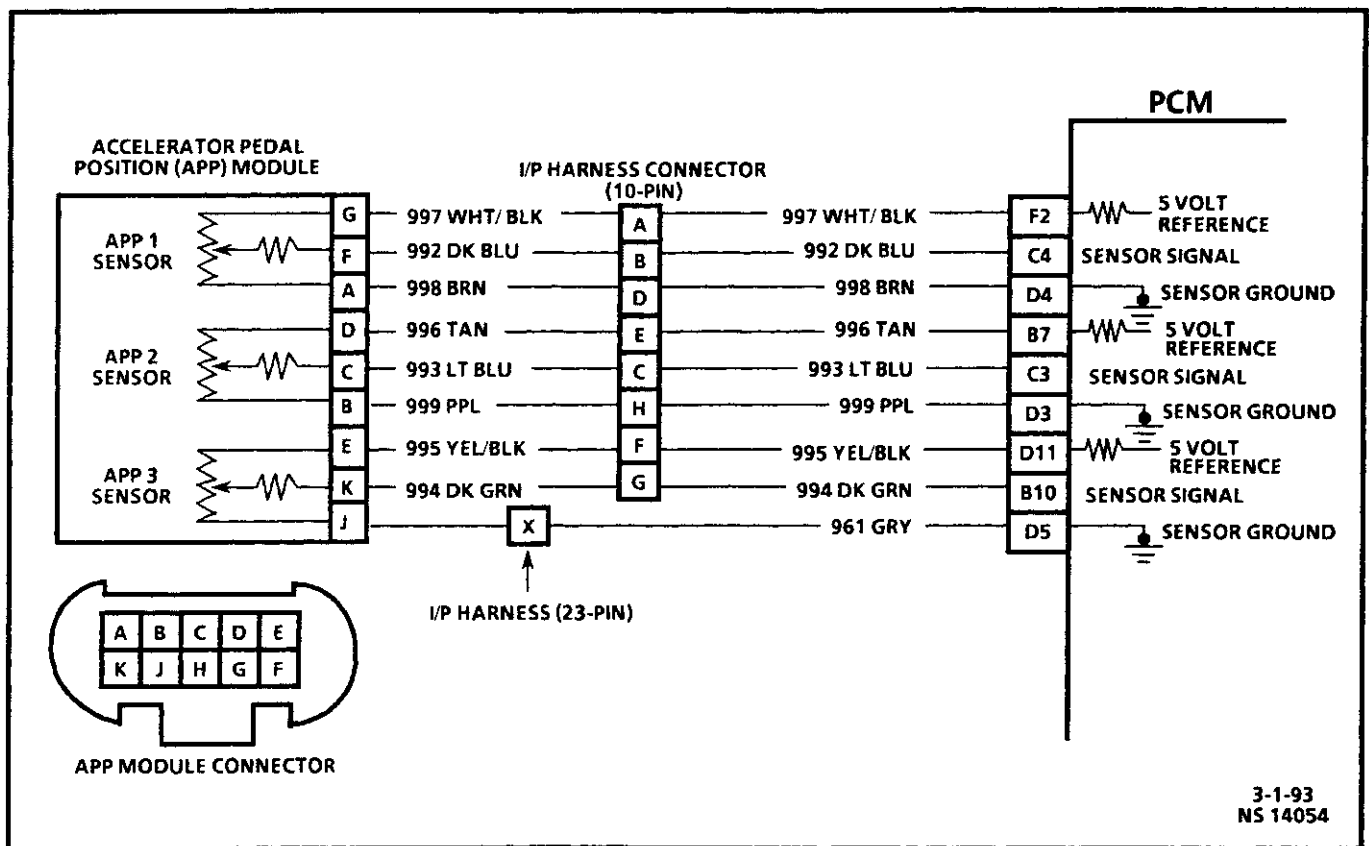 PCM
ACCELERATOR PEDAL
POSITION (APP) MODULE
I/P HARNESS CONNECTOR
(10-PIN)
APP 1
SENSOR
G 997 WHT/ BLK A 997 WHT/ BLK F2 5 VOLT
REFERENCE
F 992 DK BLU B 992 DK BLU C4 SENSOR SIGNAL
A 998 BRN D 998 BRN D4 SENSOR GROUND
APP 2
SENSOR
D 996 TAN E 996 TAN B7 5 VOLT
REFERENCE
C 993 LT BLU C 993 LT BLU C3 SENSOR SIGNAL
B 999 PPL H 999 PPL D3 SENSOR GROUND
APP 3
SENSOR
E 995 YEL/BLK F 995 YEL/BLK D11 5 VOLT
REFERENCE
K 994 DK GRN G 994 DK GRN B10 SENSOR SIGNAL
J X 961 GRY D5 SENSOR GROUND
I/P HARNESS (23-PIN)
A B C D E
K J H G F
APP MODULE CONNECTOR
3-1-93
NS 14054